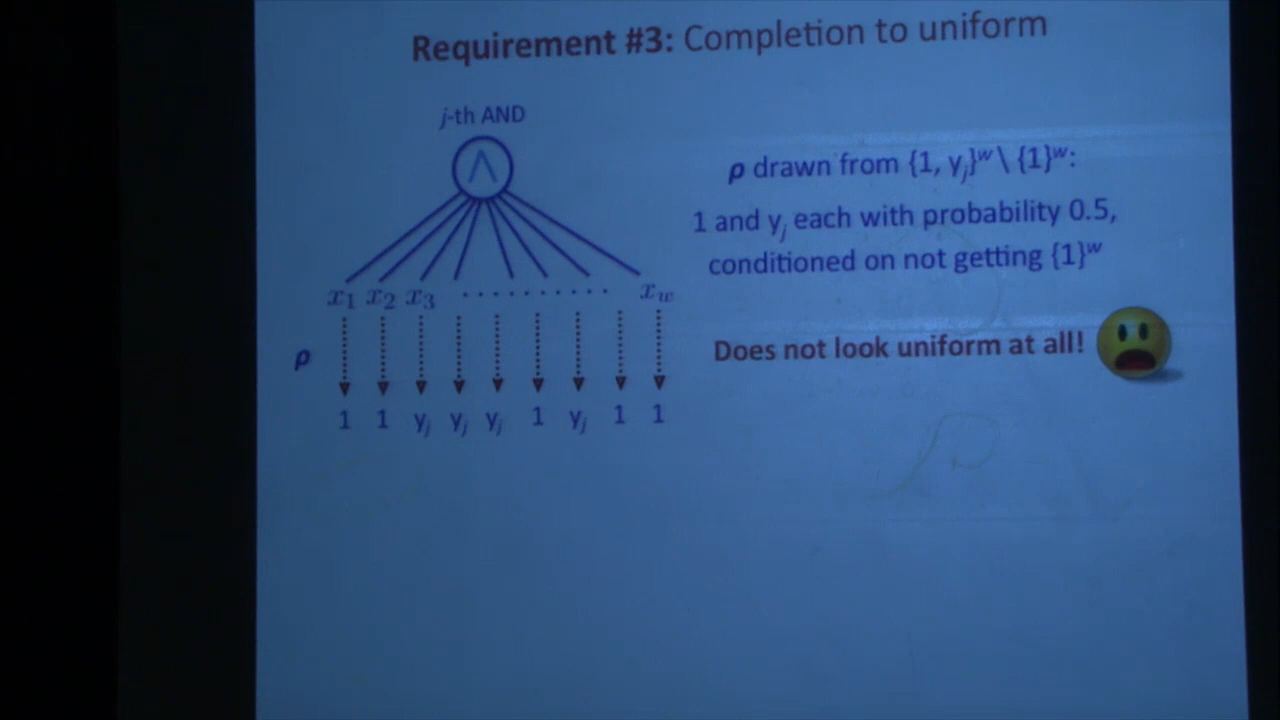 Requirement #3: Completion to uniform
j-th AND
∧
ρ drawn from {1, yⱼ}ʷ \ {1}ʷ:
1 and yⱼ each with probability 0.5,
conditioned on not getting {1}ʷ
x₁ x₂ x₃ · · · · · · · · · · x_w
Does not look uniform at all!
ρ
1 1 yⱼ yⱼ yⱼ 1 yⱼ 1 1